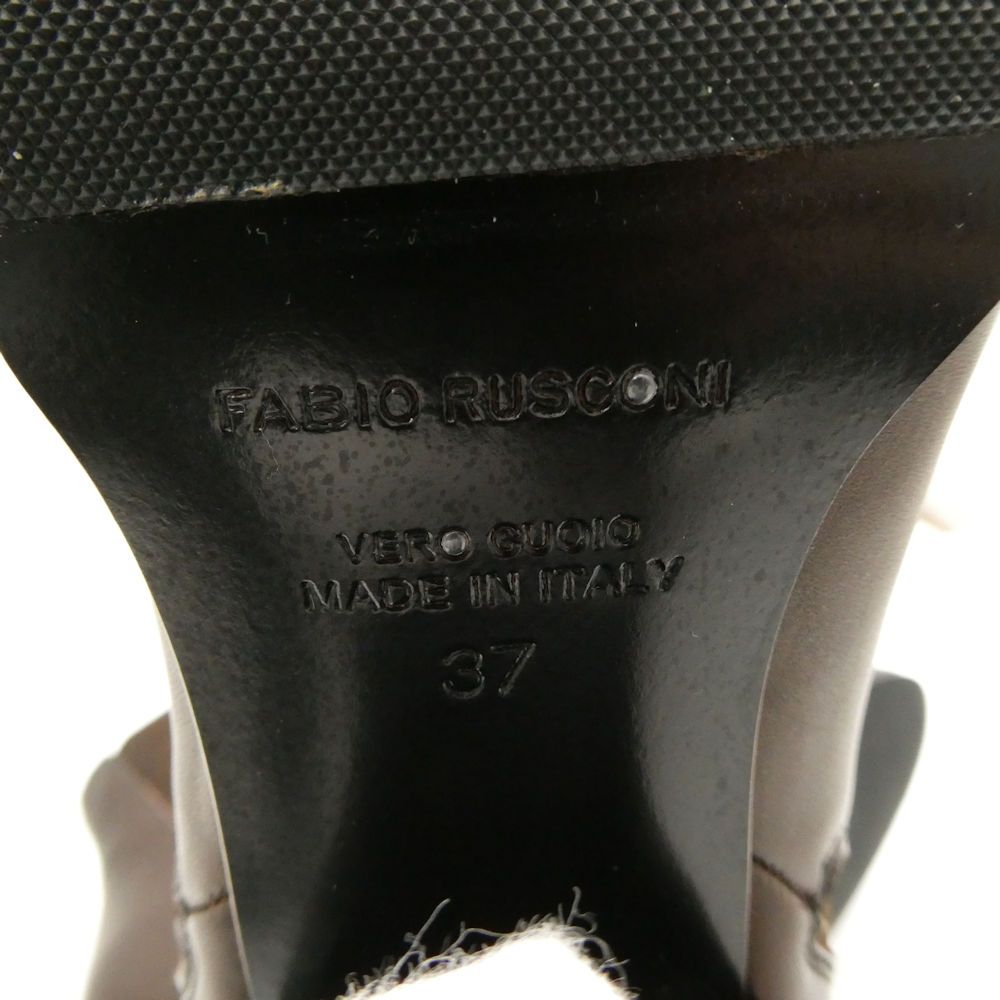 FABIO RUSCONI
VERO CUOIO
MADE IN ITALY
37